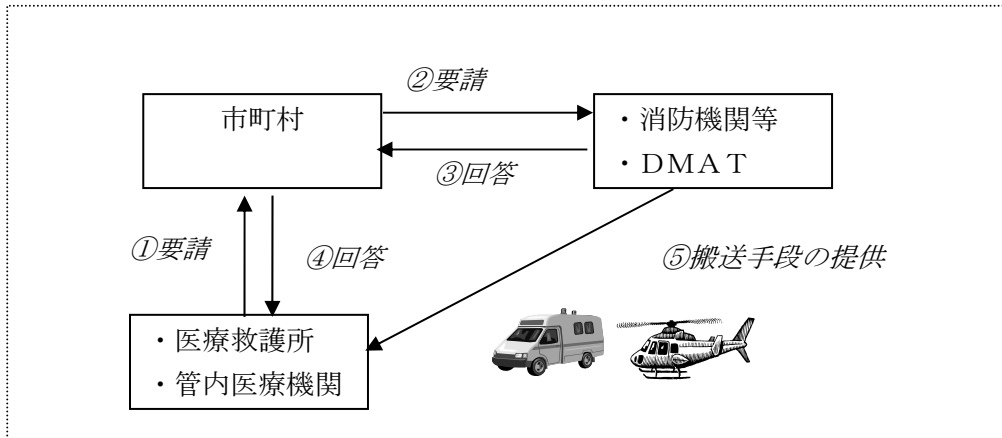 ②要請
市町村
・消防機関等
・ＤＭＡＴ
③回答
①要請
④回答
⑤搬送手段の提供
・医療救護所
・管内医療機関